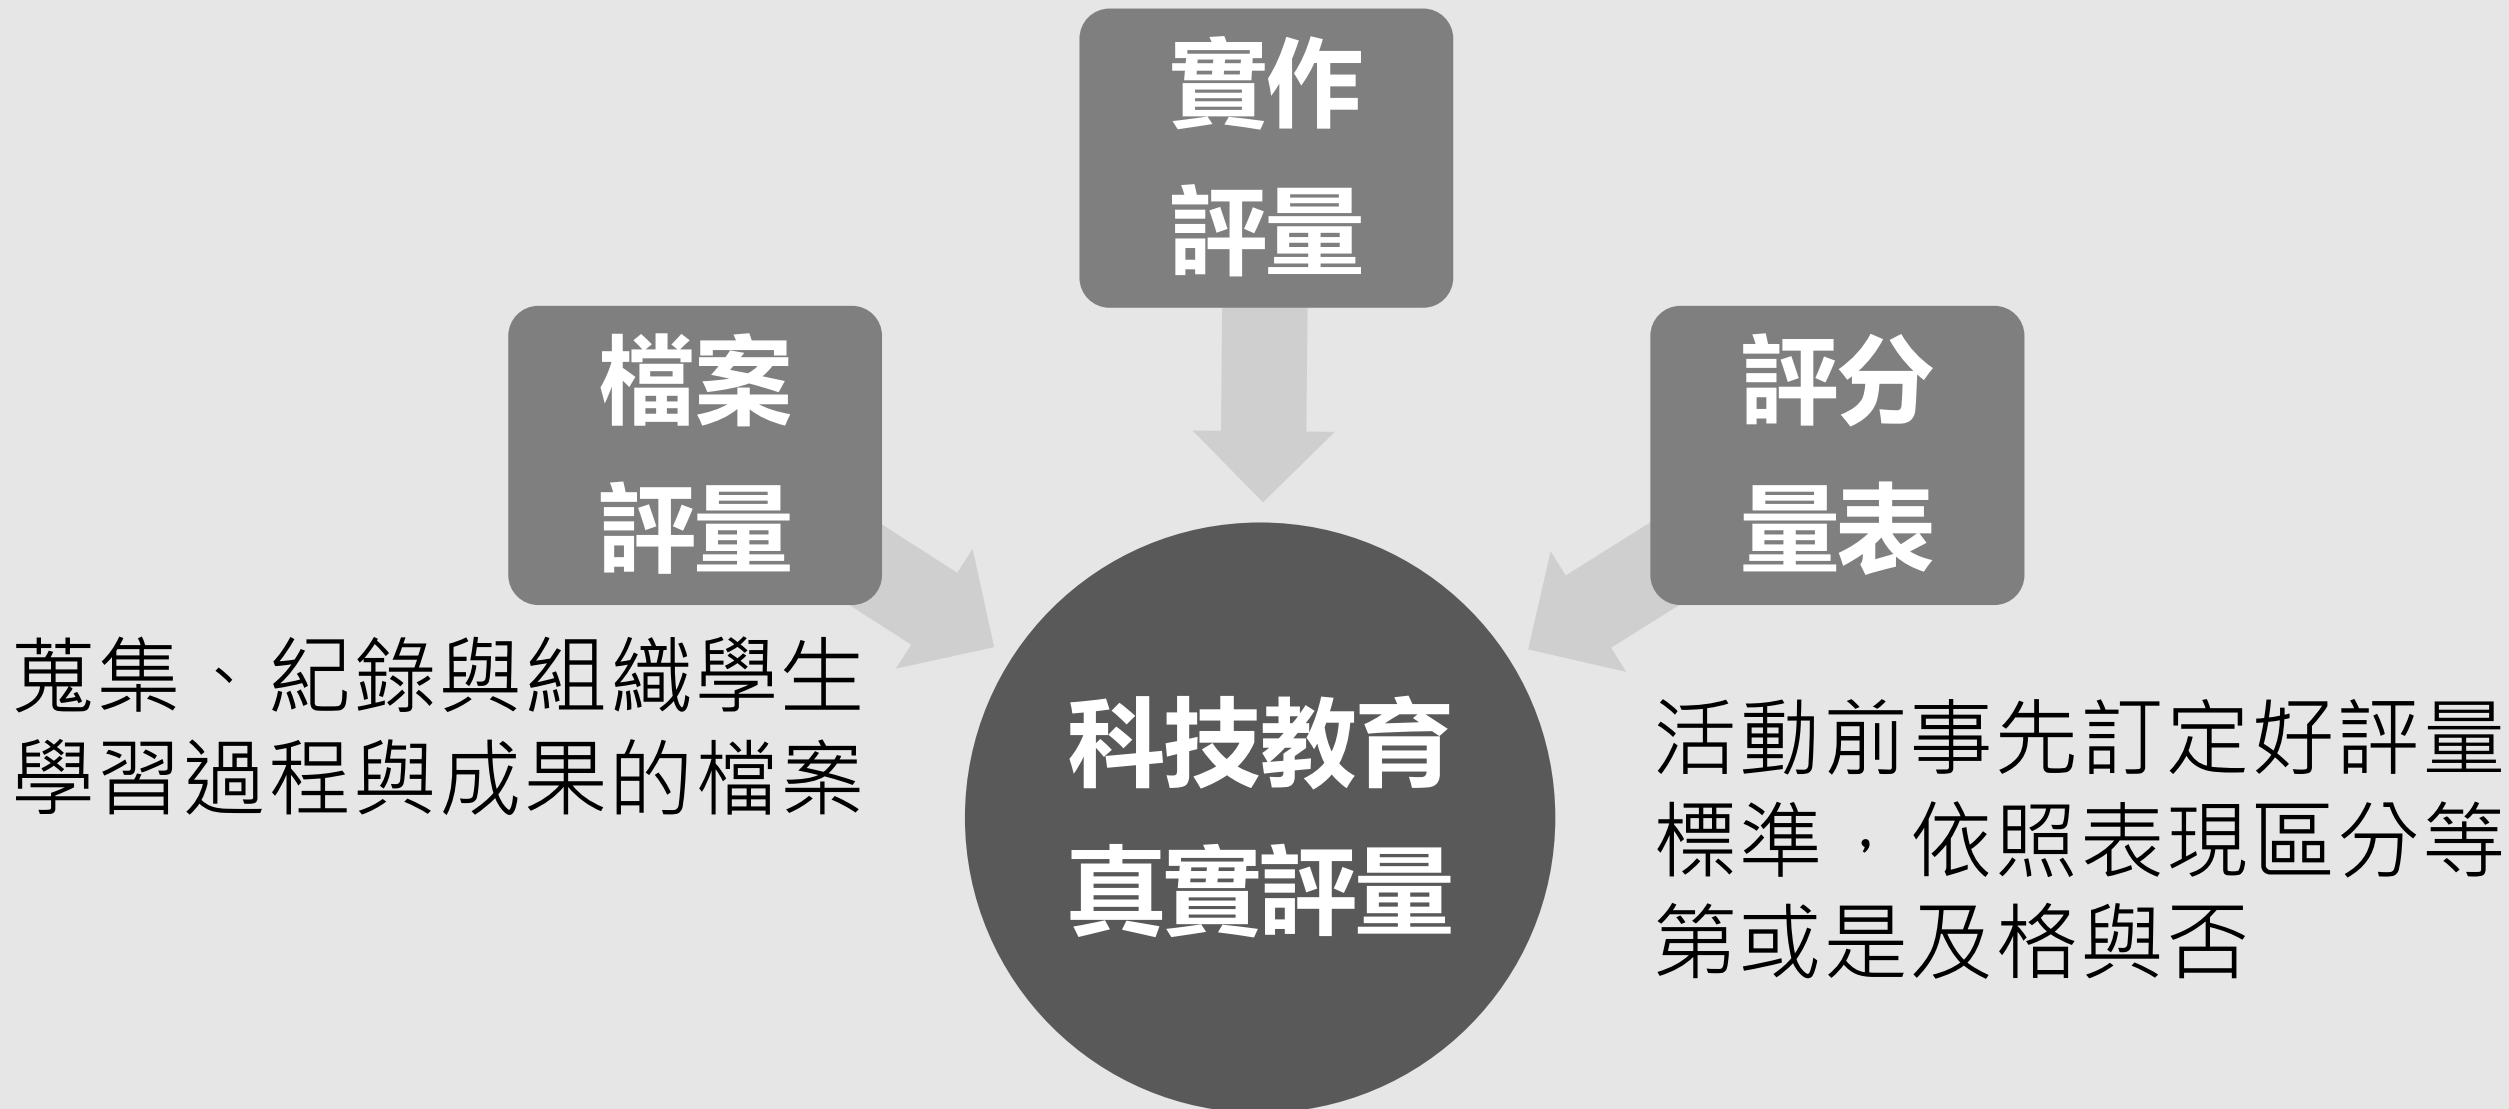 實作
評量
檔案
評量
評分
量表
蒐集、紀錄與組織學生
學習過程與成果的檔案
科技教育
真實評量
活動前事先訂定好評量
標準，依照表現區分等
第或是及格與否